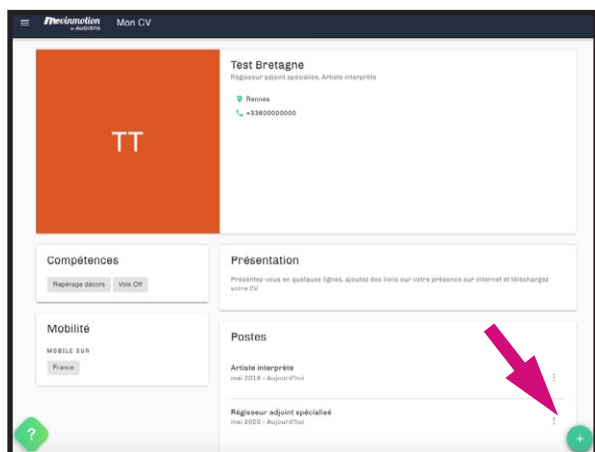 movinmotion
by AUDIENS
Mon CV
TT
Test Bretagne
Régisseur adjoint spécialisé, Artiste interprète
Rennes
+33600000000
Compétences
Repérage décors
Voix Off
Présentation
Présentez-vous en quelques lignes, ajoutez des liens sur votre présence sur internet et téléchargez
votre CV
Mobilité
MOBILE SUR
France
Postes
Artiste interprète
mai 2018 - Aujourd'hui
Régisseur adjoint spécialisé
mai 2020 - Aujourd'hui
?
+